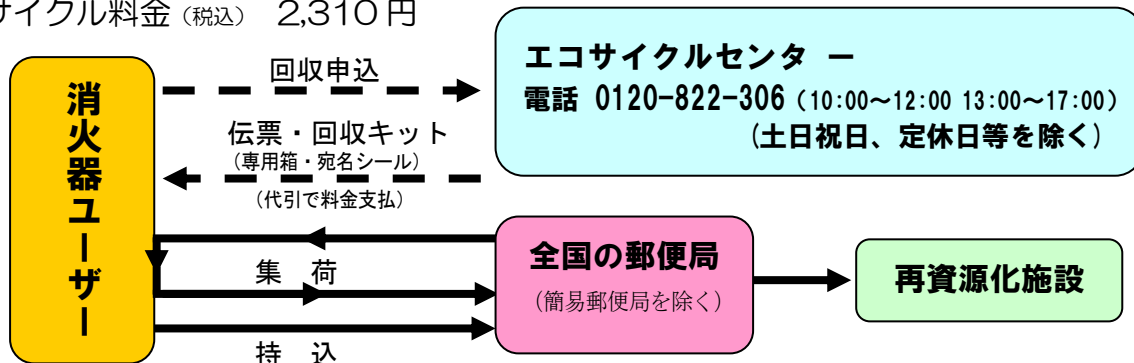 サイクル料金（税込） 2,310円
エコサイクルセンタ ー
電話 0120-822-306（10:00～12:00 13:00～17:00）
（土日祝日、定休日等を除く）
消火器ユーザー
回収申込
伝票・回収キット
（専用箱・宛名シール）
（代引で料金支払）
集 荷
持 込
全国の郵便局
（簡易郵便局を除く）
再資源化施設